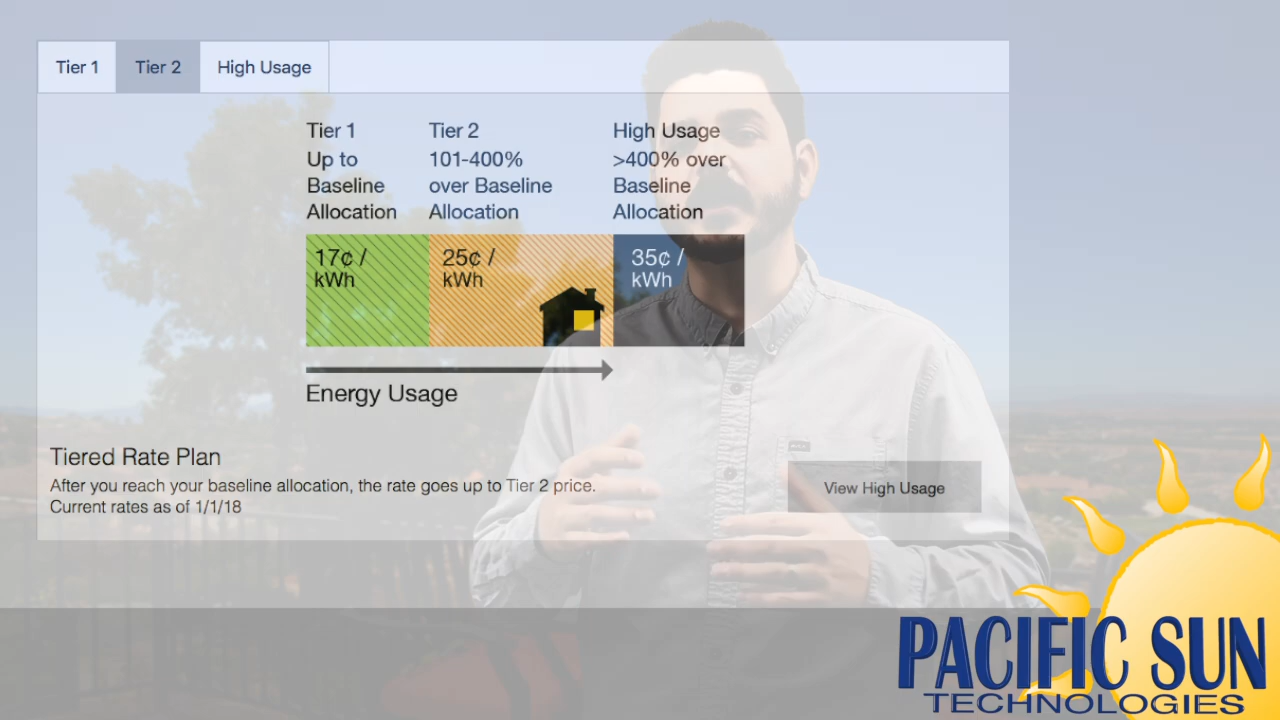 Tier 1
Tier 2
High Usage
Tier 1
Up to
Baseline
Allocation
Tier 2
101-400%
over Baseline
Allocation
High Usage
>400% over
Baseline
Allocation
17¢ /
kWh
25¢ /
kWh
35¢ /
kWh
Energy Usage
Tiered Rate Plan
After you reach your baseline allocation, the rate goes up to Tier 2 price.
Current rates as of 1/1/18
View High Usage
PACIFIC SUN
TECHNOLOGIES